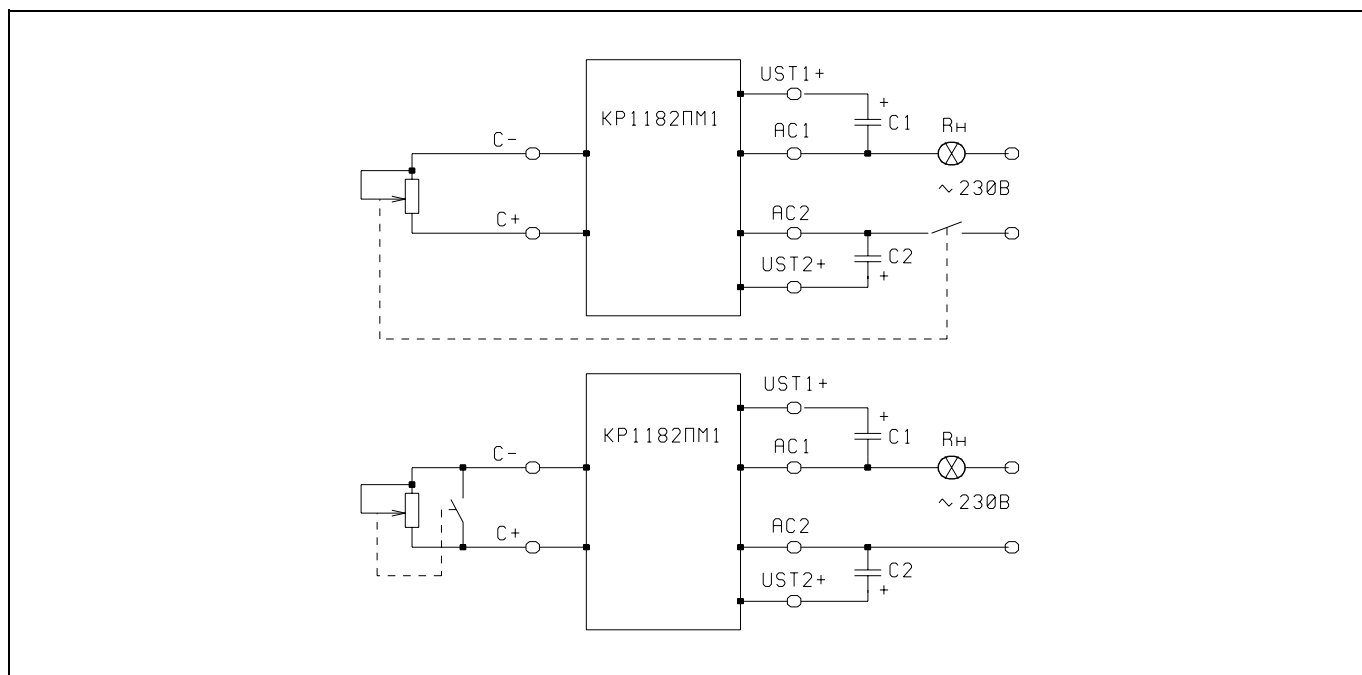 UST1+
КР1182ПМ1
+
C1
C-
AC1
Rн
~230В
C+
AC2
C2
UST2+
+
UST1+
КР1182ПМ1
+
C1
C-
AC1
Rн
~230В
C+
AC2
C2
UST2+
+